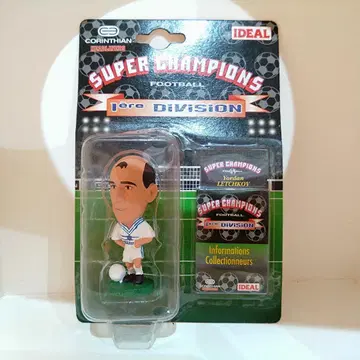 CORINTHIAN
HEADLINERS
IDEAL
SUPER CHAMPIONS
FOOTBALL
1ère DIVISION
SUPER CHAMPIONS
Yordan
LETCHKOV
SUPER CHAMPIONS
FOOTBALL
1ère DIVISION
Informations
Collectionneurs
CORINTHIAN
IDEAL